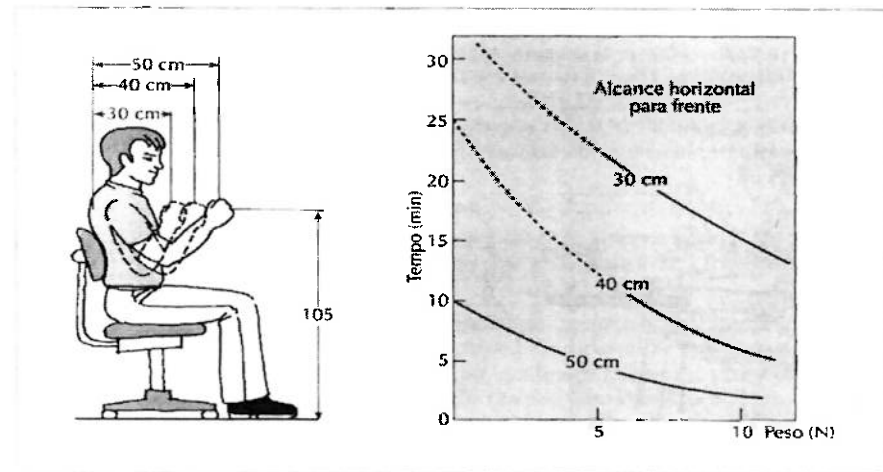 50 cm
40 cm
30 cm
105
Alcance horizontal
para frente
Tempo (min)
30
25
20
15
10
5
0
30 cm
40 cm
50 cm
5
10
Peso (N)